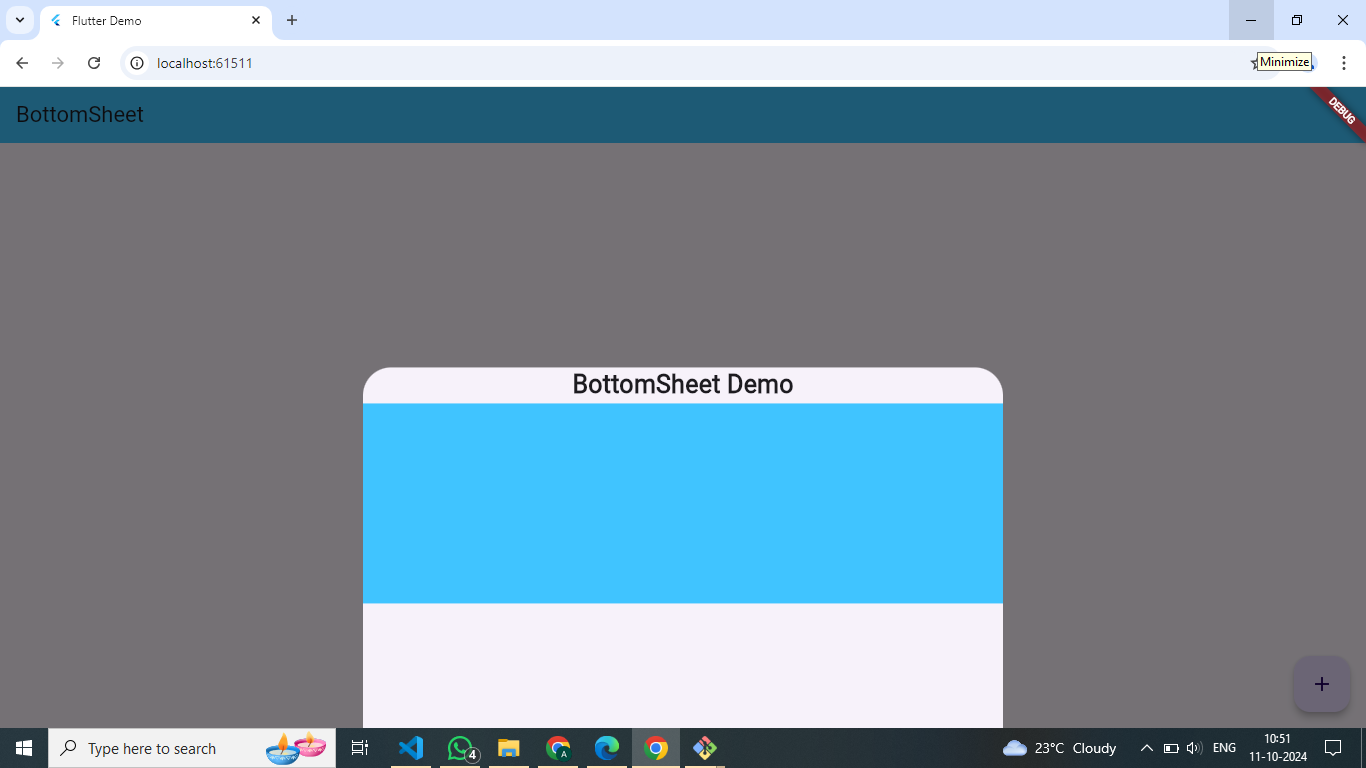 Flutter Demo
localhost:61511
Minimize
BottomSheet
DEBUG
BottomSheet Demo
Type here to search
4
A
23°C Cloudy
ENG
10:51
11-10-2024